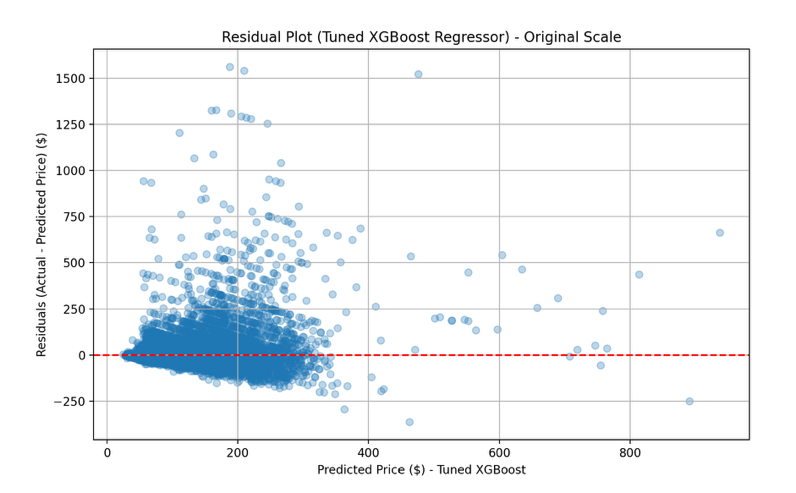 Residual Plot (Tuned XGBoost Regressor) - Original Scale
Residuals (Actual - Predicted Price) ($)
1500
1250
1000
750
500
250
0
−250
0 200 400 600 800
Predicted Price ($) - Tuned XGBoost